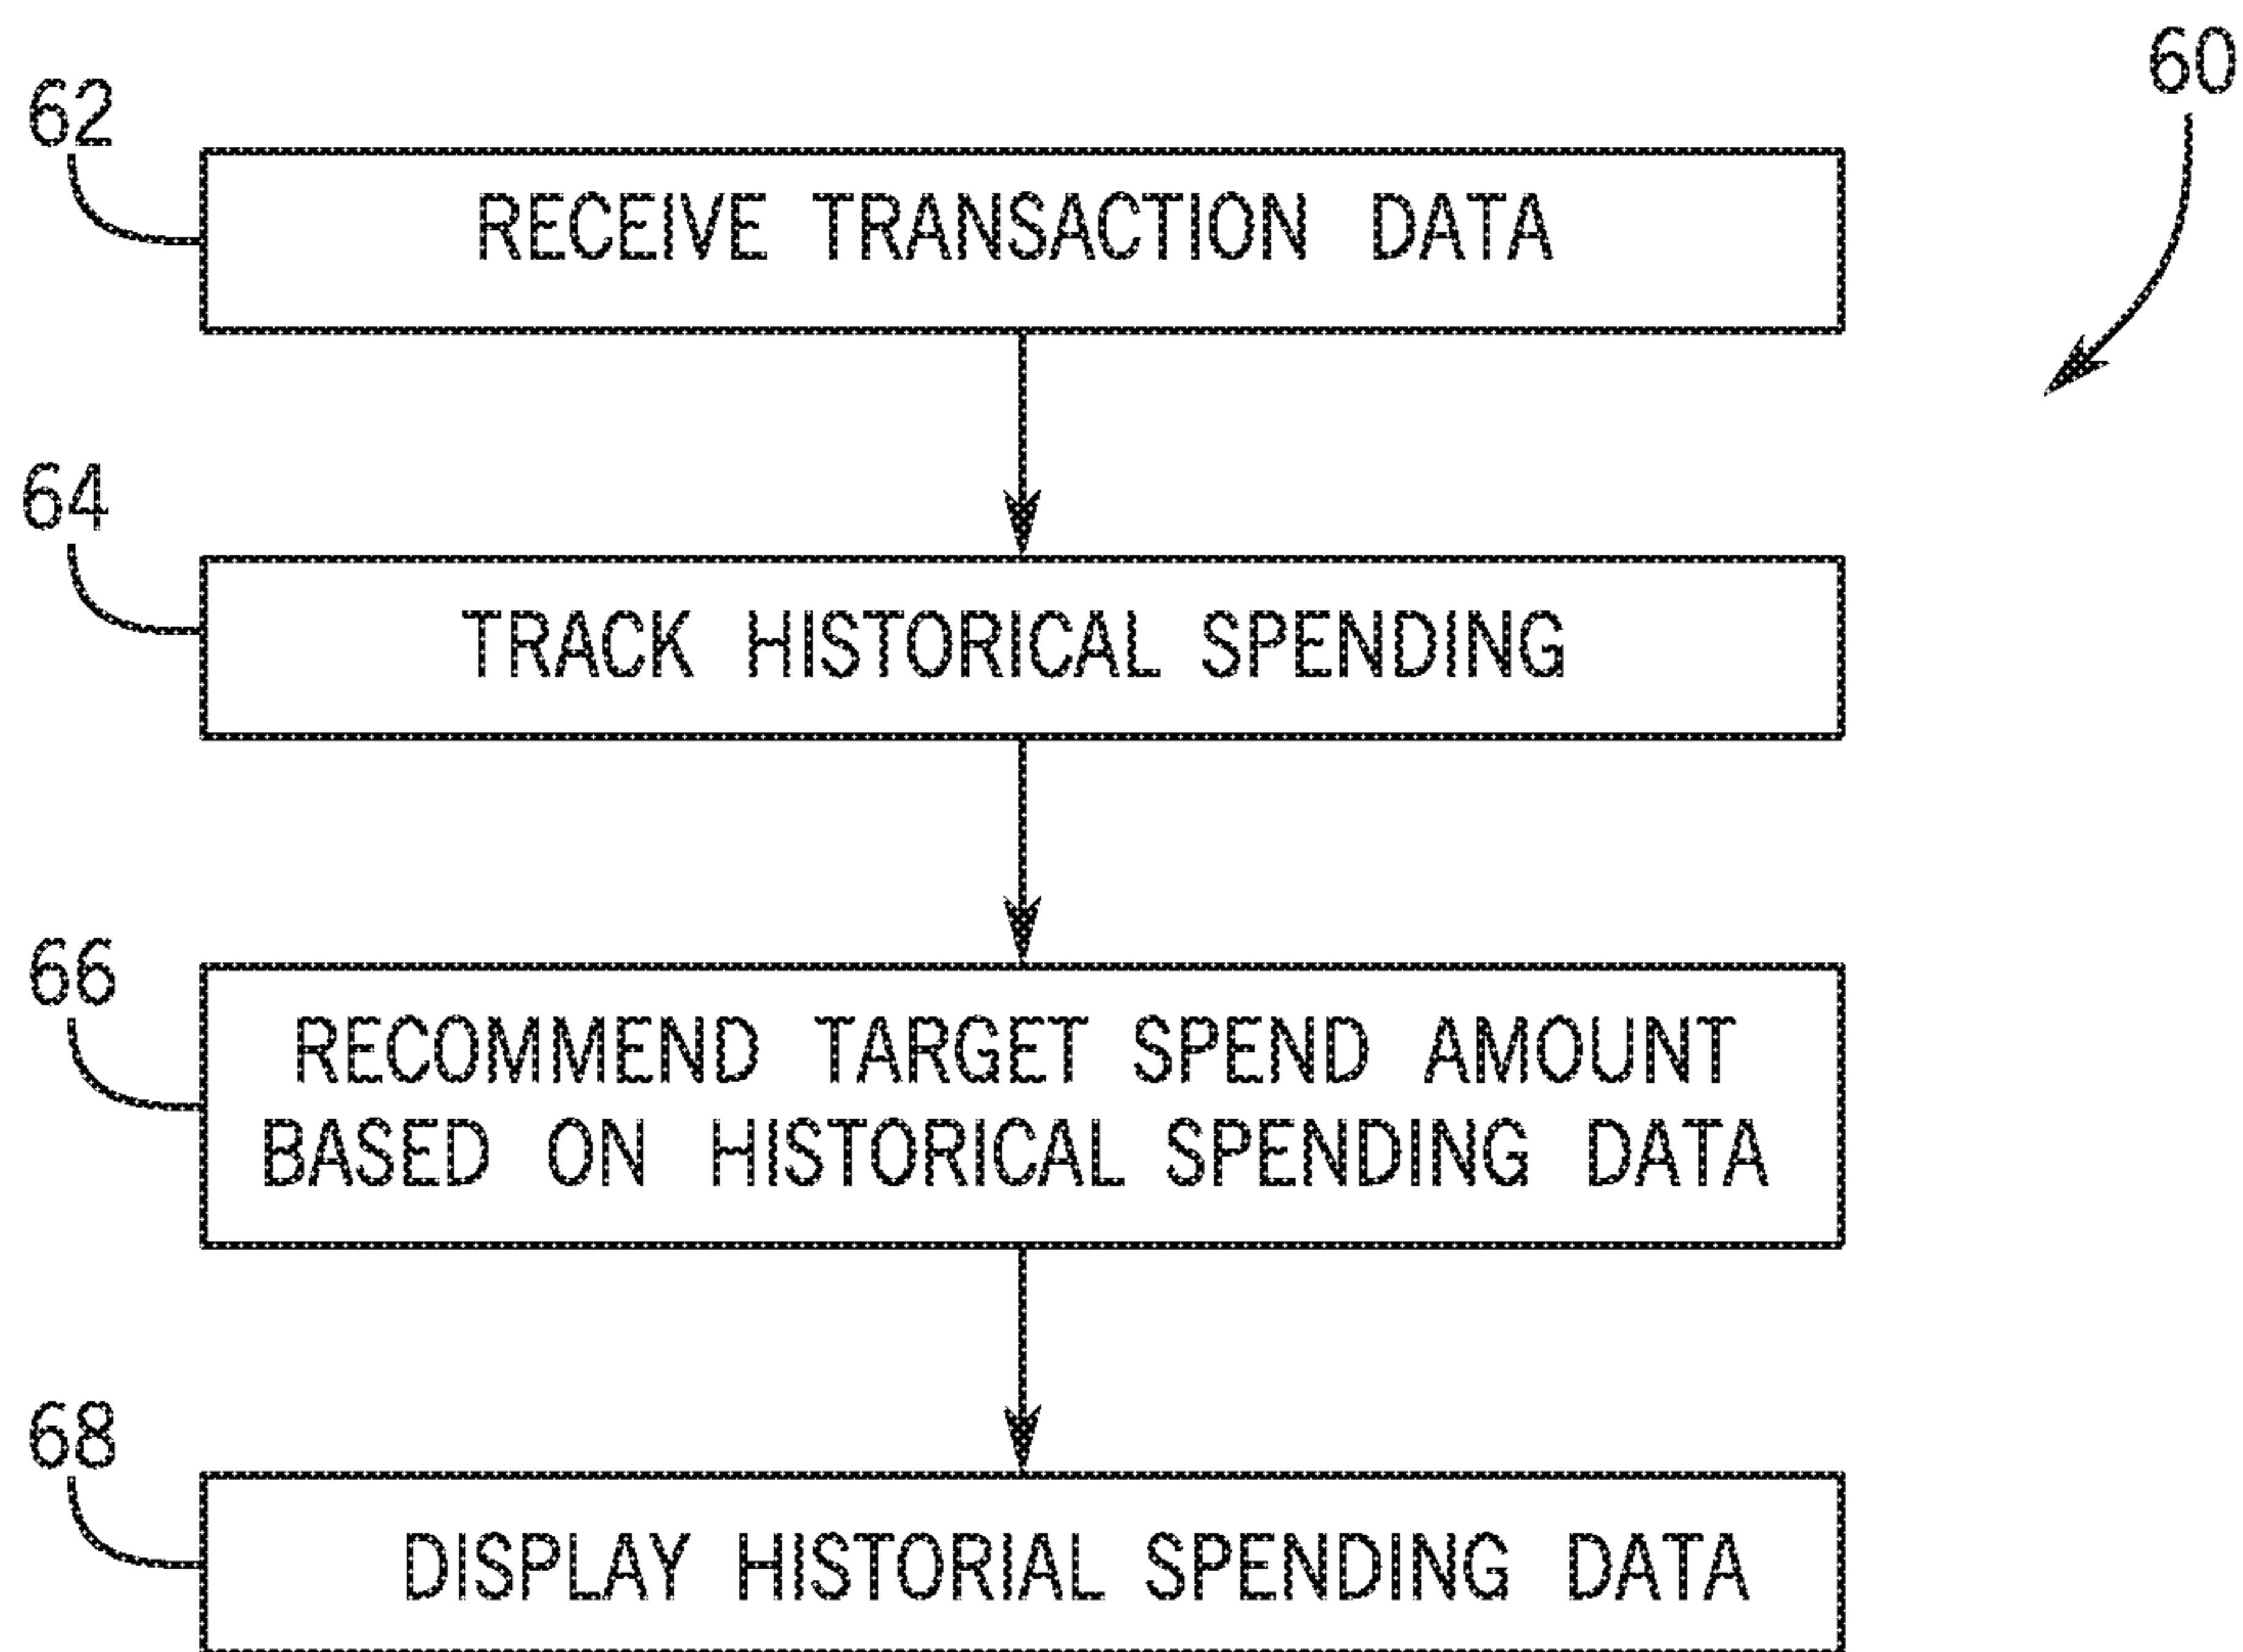 60
62
RECEIVE TRANSACTION DATA
64
TRACK HISTORICAL SPENDING
66
RECOMMEND TARGET SPEND AMOUNT
BASED ON HISTORICAL SPENDING DATA
68
DISPLAY HISTORIAL SPENDING DATA